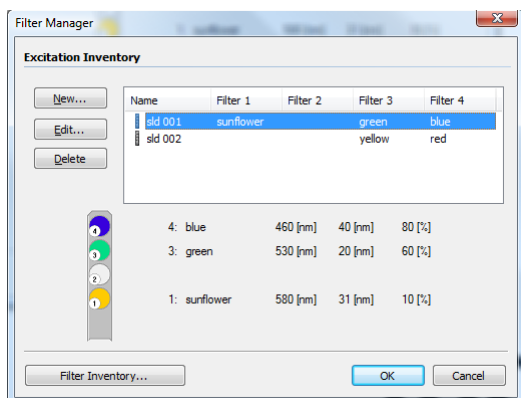 Filter Manager
Excitation Inventory
New...
Edit...
Delete
Name Filter 1 Filter 2 Filter 3 Filter 4
sld 001 sunflower green blue
sld 002 yellow red
4 4: blue 460 [nm] 40 [nm] 80 [%]
3 3: green 530 [nm] 20 [nm] 60 [%]
2
1 1: sunflower 580 [nm] 31 [nm] 10 [%]
Filter Inventory... OK Cancel